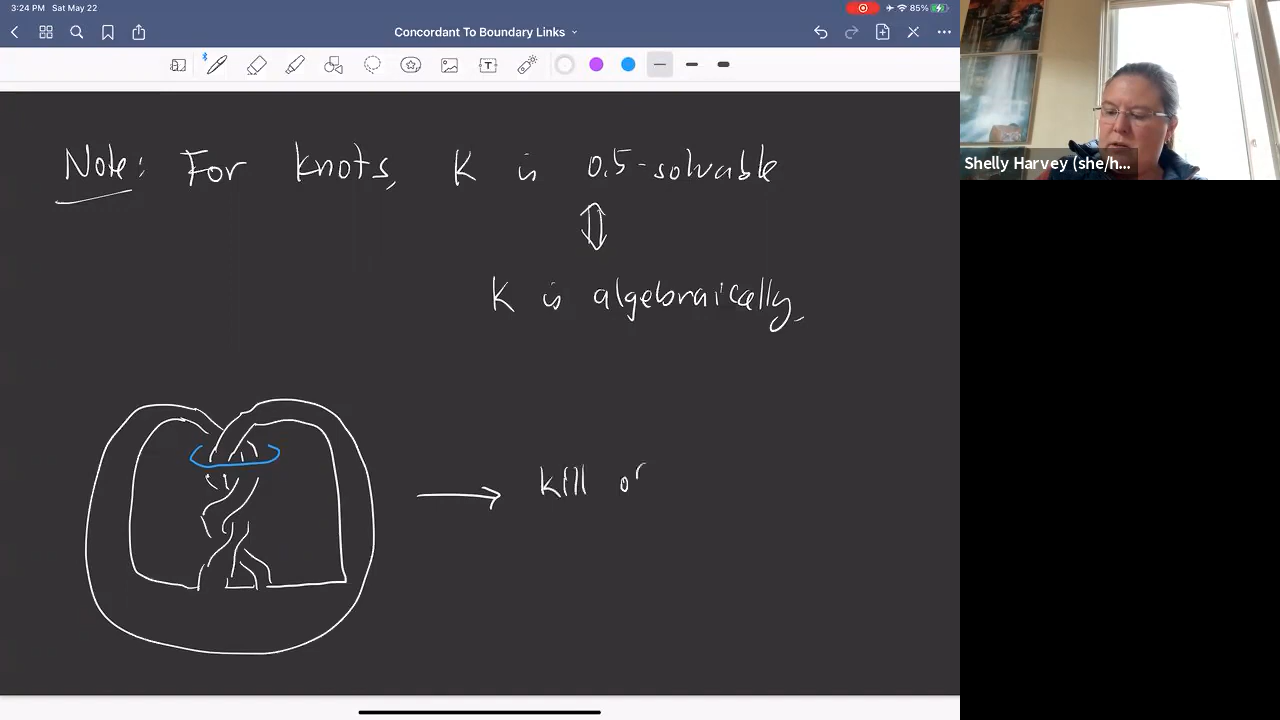 3:24 PM Sat May 22
85%
Concordant To Boundary Links
Note: For knots, K is 0.5-solvable
K is algebraically
kill or
Shelly Harvey (she/h...